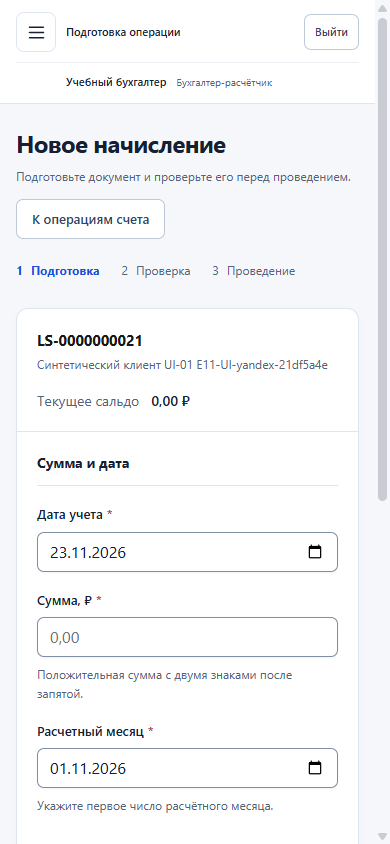 Подготовка операции
Выйти
Учебный бухгалтер Бухгалтер-расчётчик
Новое начисление
Подготовьте документ и проверьте его перед проведением.
К операциям счета
1 Подготовка 2 Проверка 3 Проведение
LS-0000000021
Синтетический клиент UI-01 E11-UI-yandex-21df5a4e
Текущее сальдо 0,00 ₽
Сумма и дата
Дата учета *
23.11.2026
Сумма, ₽ *
0,00
Положительная сумма с двумя знаками после
запятой.
Расчетный месяц *
01.11.2026
Укажите первое число расчётного месяца.